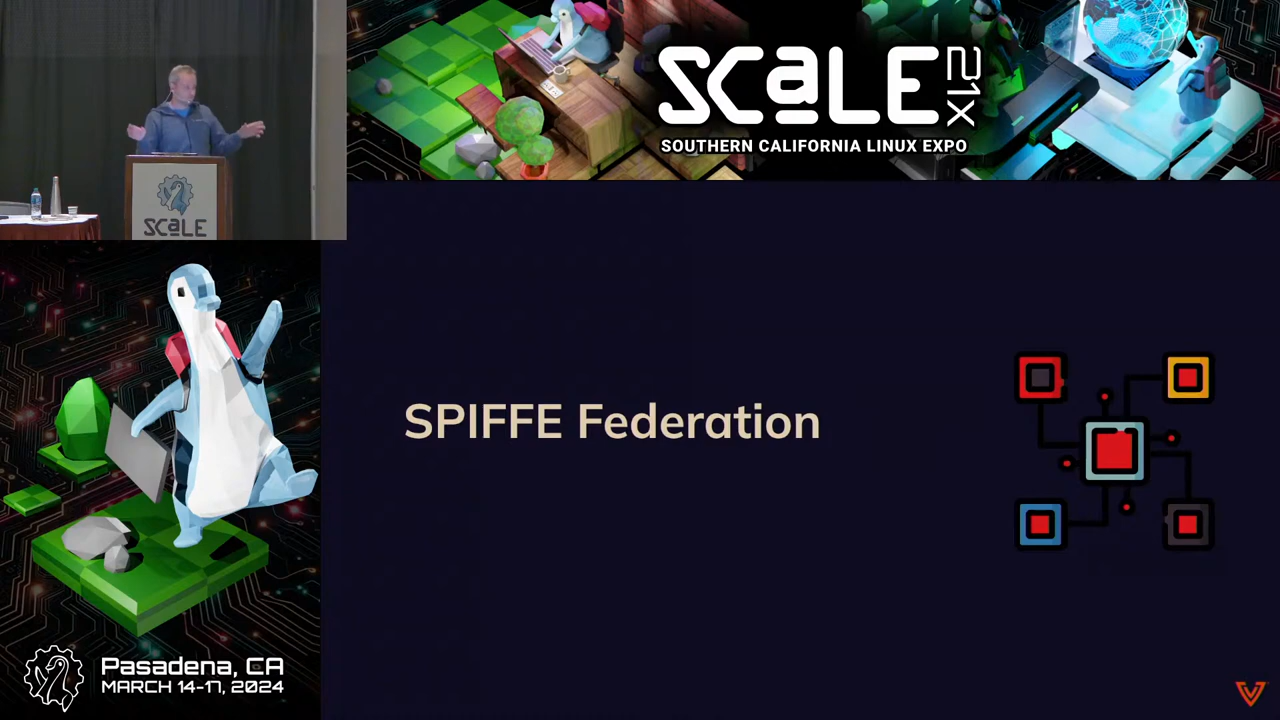 SCALE
21X
SOUTHERN CALIFORNIA LINUX EXPO
SCALE
SPIFFE Federation
Pasadena, CA
MARCH 14-17, 2024